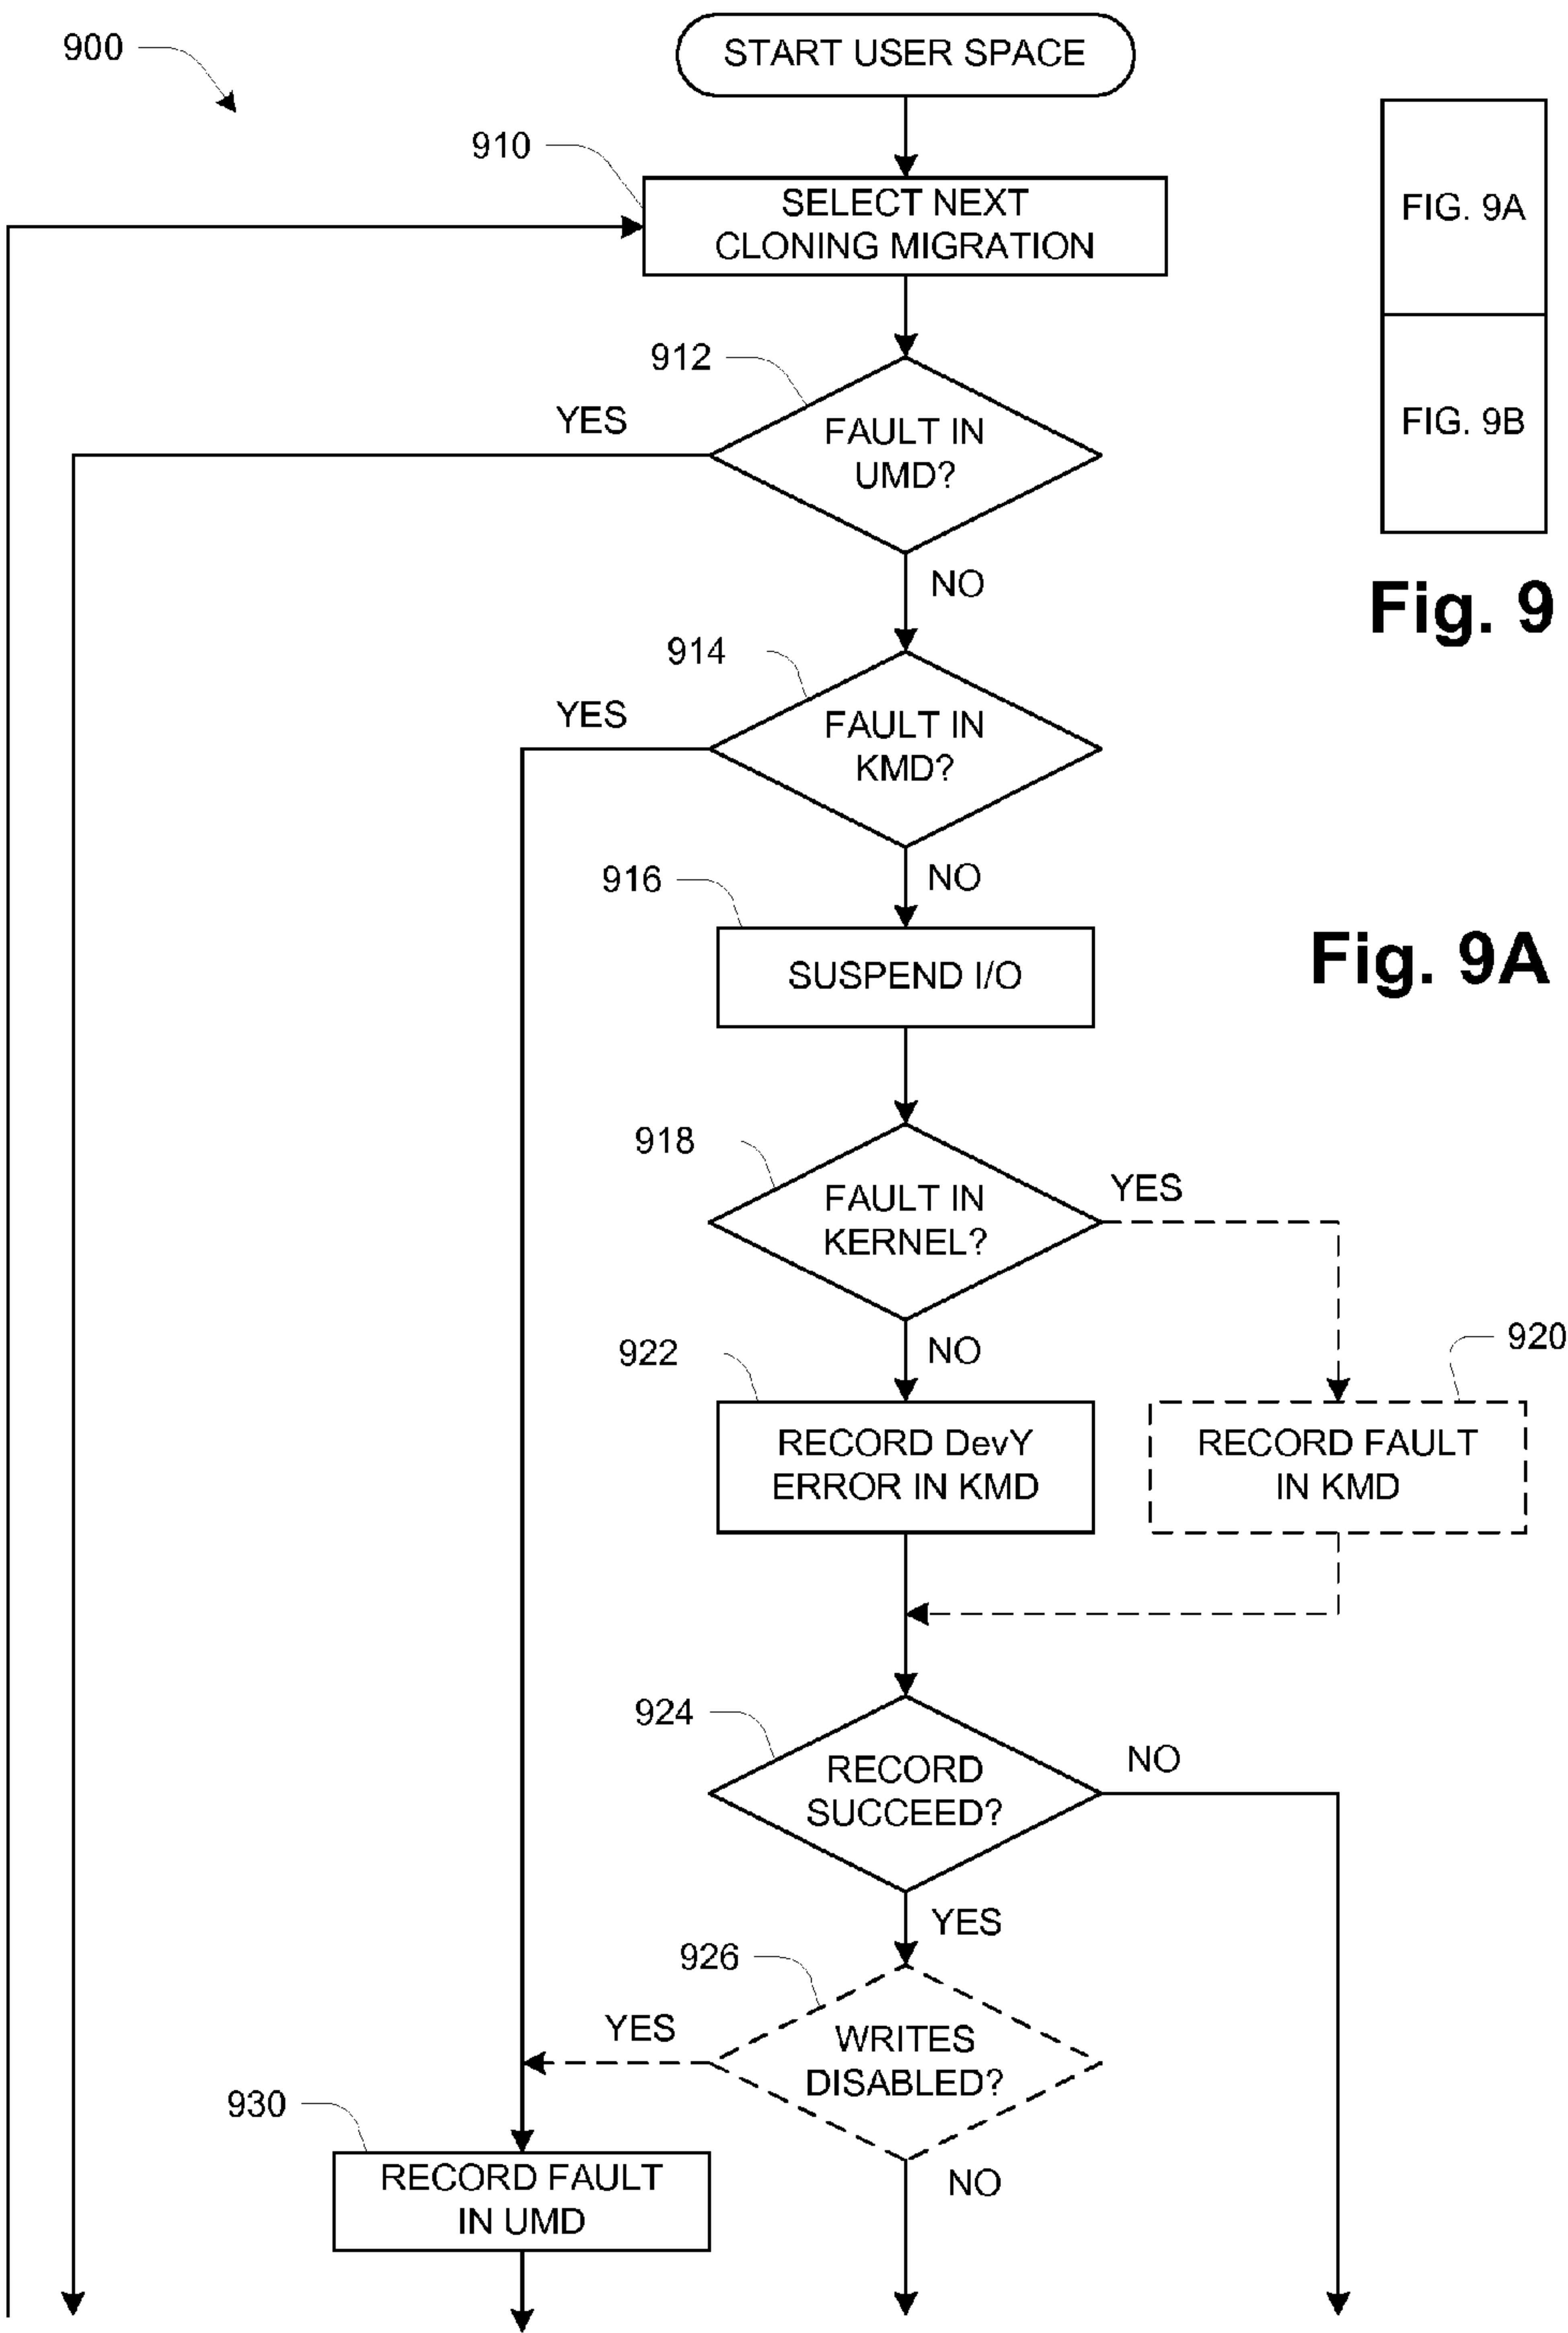 900
START USER SPACE
910
SELECT NEXT
CLONING MIGRATION
FIG. 9A
FIG. 9B
Fig. 9
912
YES
FAULT IN
UMD?
NO
914
YES
FAULT IN
KMD?
NO
916
SUSPEND I/O
Fig. 9A
918
FAULT IN
KERNEL?
YES
NO
920
922
RECORD DevY
ERROR IN KMD
RECORD FAULT
IN KMD
924
RECORD
SUCCEED?
NO
YES
926
YES
WRITES
DISABLED?
NO
930
RECORD FAULT
IN UMD